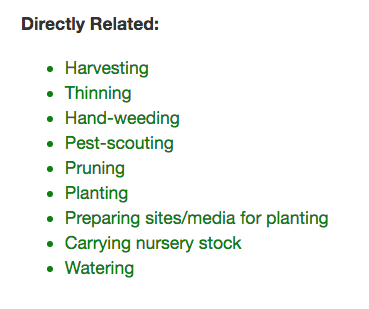 Directly Related:
Harvesting
Thinning
Hand-weeding
Pest-scouting
Pruning
Planting
Preparing sites/media for planting
Carrying nursery stock
Watering